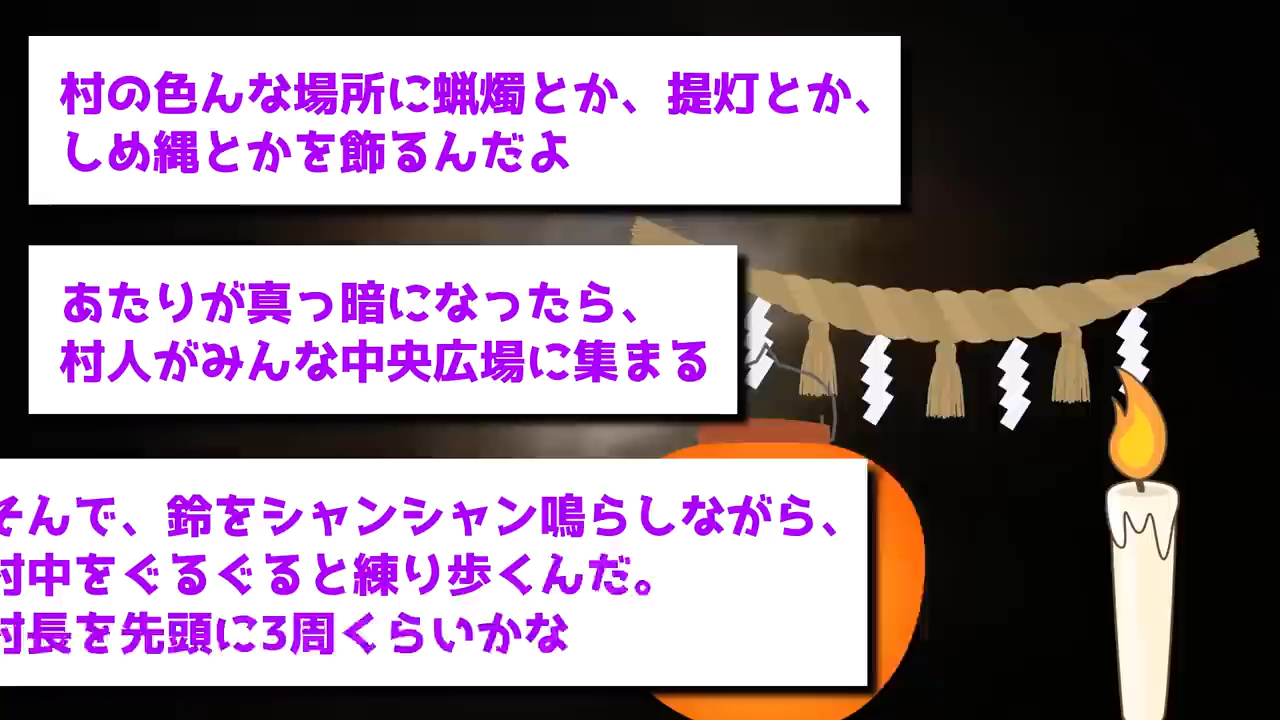 村の色んな場所に蝋燭とか、提灯とか、
しめ縄とかを飾るんだよ
あたりが真っ暗になったら、
村人がみんな中央広場に集まる
そんで、鈴をシャンシャン鳴らしながら、
村中をぐるぐると練り歩くんだ。
村長を先頭に3周くらいかな